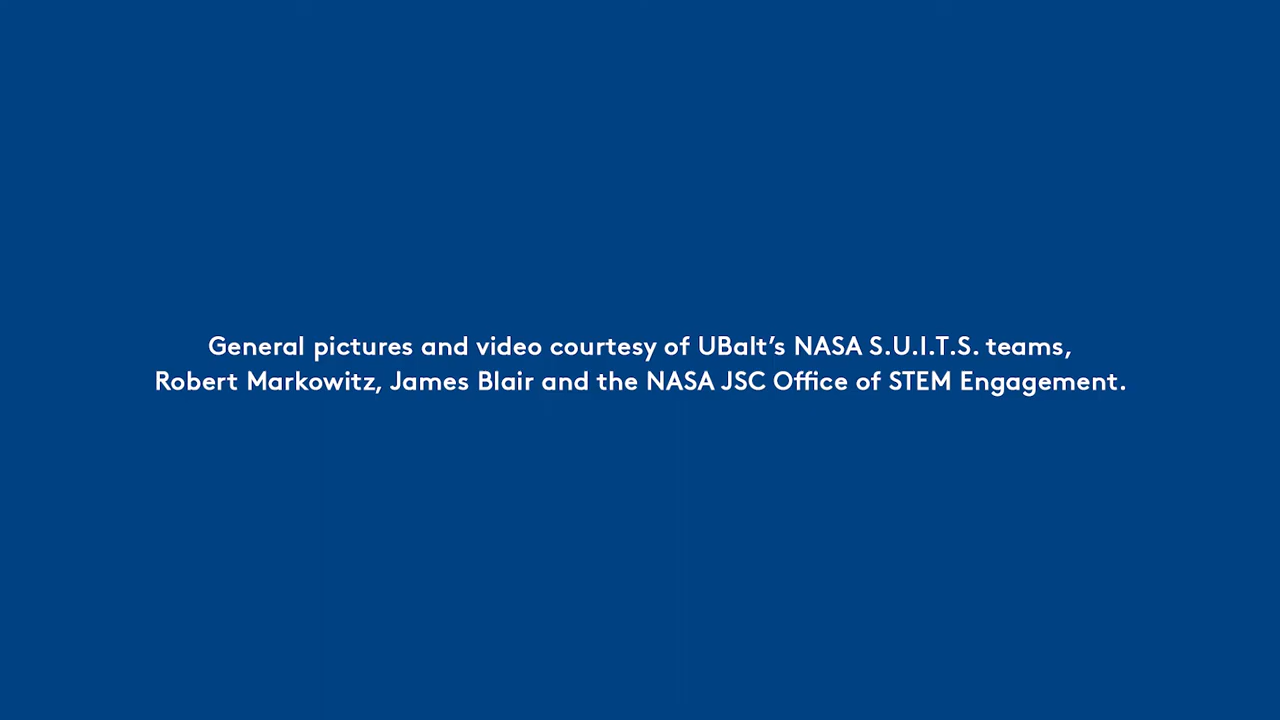 General pictures and video courtesy of UBalt’s NASA S.U.I.T.S. teams,
Robert Markowitz, James Blair and the NASA JSC Office of STEM Engagement.